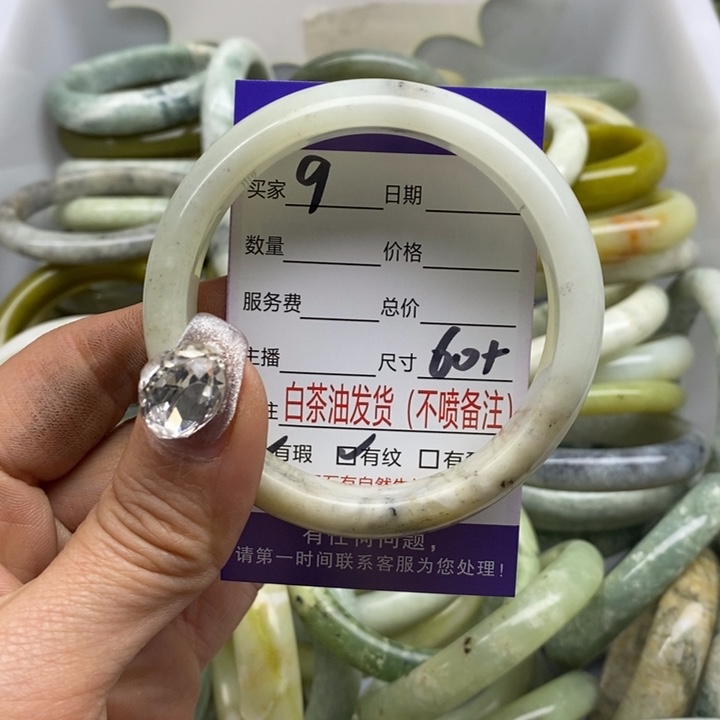 买家 9 日期
数量 价格
服务费 总价
主播 尺寸 60+
注 白茶油发货（不喷备注）
有瑕 ☑有纹 □有
有任何问题，
请第一时间联系客服为您处理！